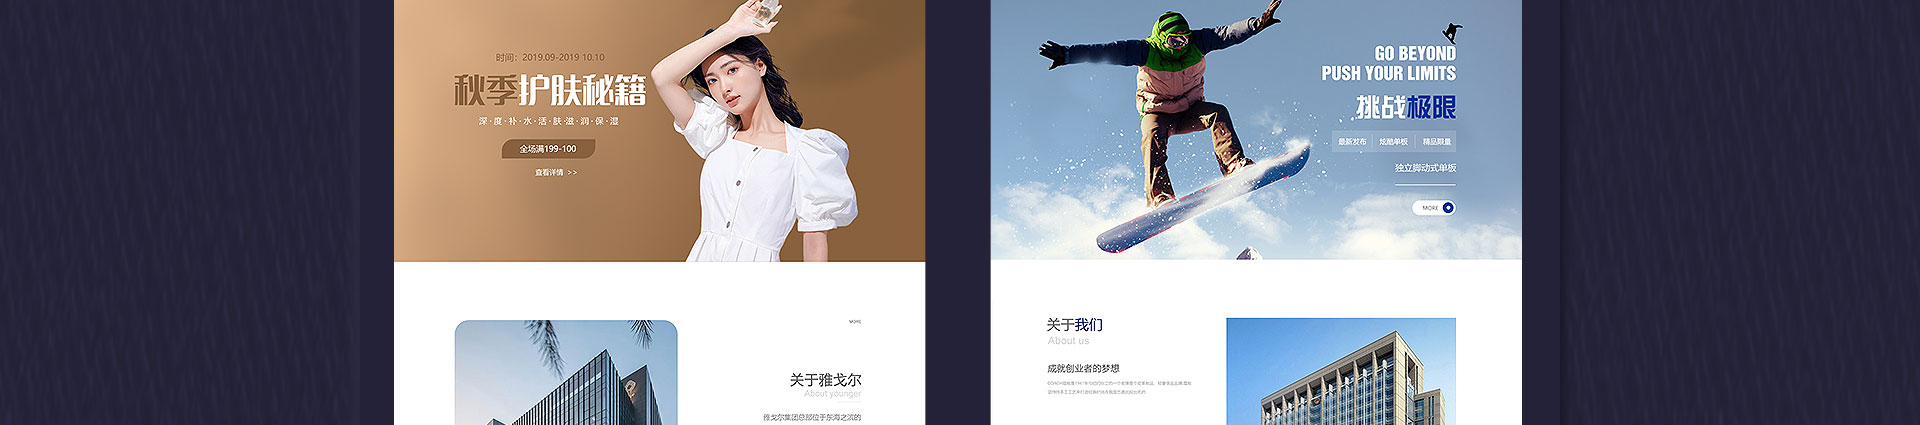 时间：2019.09-2019 10.10
秋季护肤秘籍
深·度·补·水·活·肤·滋·润·保·湿
全场满199-100
查看详情 >>
MORE
关于雅戈尔
About younger
雅戈尔集团总部位于东海之滨的
GO BEYOND
PUSH YOUR LIMITS
挑战极限
最新发布 炫酷单板 精品限量
独立脚动式单板
MORE
关于我们
About us
成就创业者的梦想